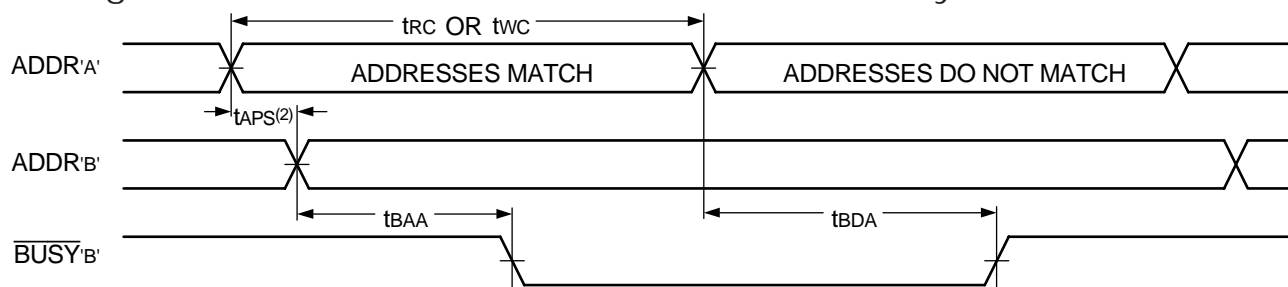 tRC OR tWC
ADDR'A' ADDRESSES MATCH ADDRESSES DO NOT MATCH
tAPS(2)
ADDR'B'
tBAA tBDA
BUSY'B'